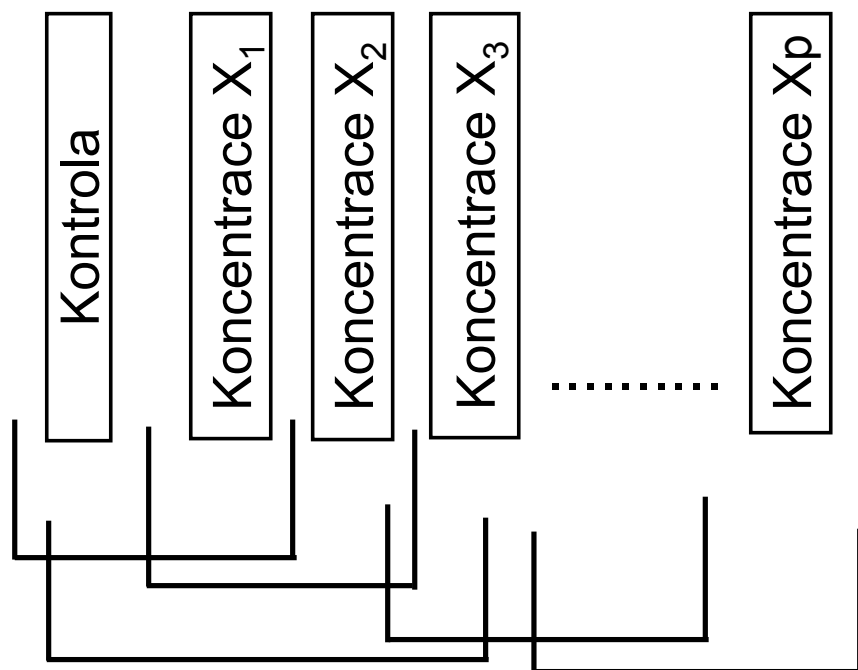 Kontrola
Koncentrace X₁
Koncentrace X₂
Koncentrace X₃
...........
Koncentrace Xp